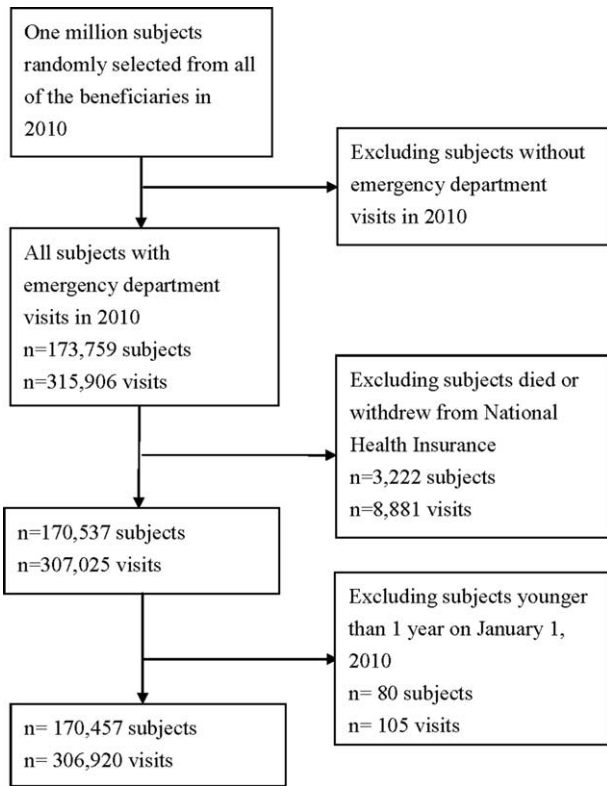 One million subjects
randomly selected from all
of the beneficiaries in
2010
Excluding subjects without
emergency department
visits in 2010
All subjects with
emergency department
visits in 2010
n=173,759 subjects
n=315,906 visits
Excluding subjects died or
withdrew from National
Health Insurance
n=3,222 subjects
n=8,881 visits
n=170,537 subjects
n=307,025 visits
Excluding subjects younger
than 1 year on January 1,
2010
n= 80 subjects
n= 105 visits
n= 170,457 subjects
n= 306,920 visits